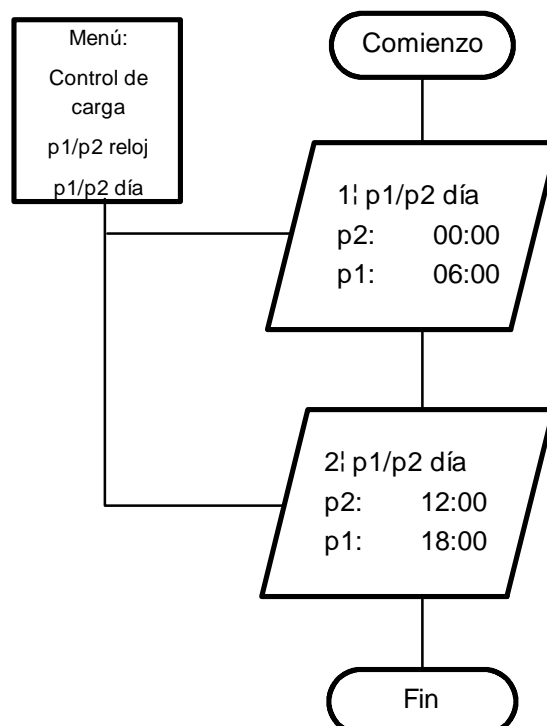 Menú:
Control de
carga
p1/p2 reloj
p1/p2 día
Comienzo
1¦ p1/p2 día
p2: 00:00
p1: 06:00
2¦ p1/p2 día
p2: 12:00
p1: 18:00
Fin